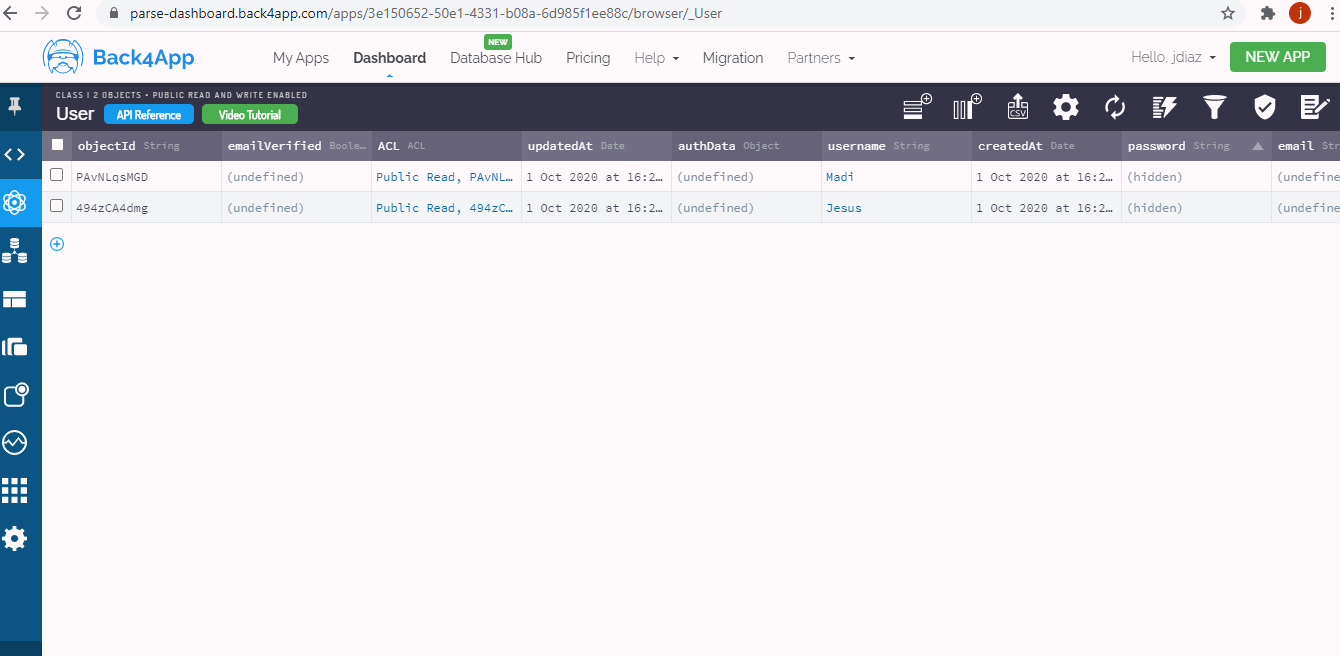 parse-dashboard.back4app.com/apps/3e150652-50e1-4331-b08a-6d985f1ee88c/browser/_User
j
Back4App
My Apps Dashboard NEW Database Hub Pricing Help Migration Partners Hello, jdiaz NEW APP
CLASS | 2 OBJECTS • PUBLIC READ AND WRITE ENABLED
User API Reference Video Tutorial
CSV
objectId String emailVerified Boole… ACL ACL updatedAt Date authData Object username String createdAt Date password String email Str
PAvNLqsMGD (undefined) Public Read, PAvNL… 1 Oct 2020 at 16:2… (undefined) Madi 1 Oct 2020 at 16:2… (hidden) (undefine
494zCA4dmg (undefined) Public Read, 494zC… 1 Oct 2020 at 16:2… (undefined) Jesus 1 Oct 2020 at 16:2… (hidden) (undefine